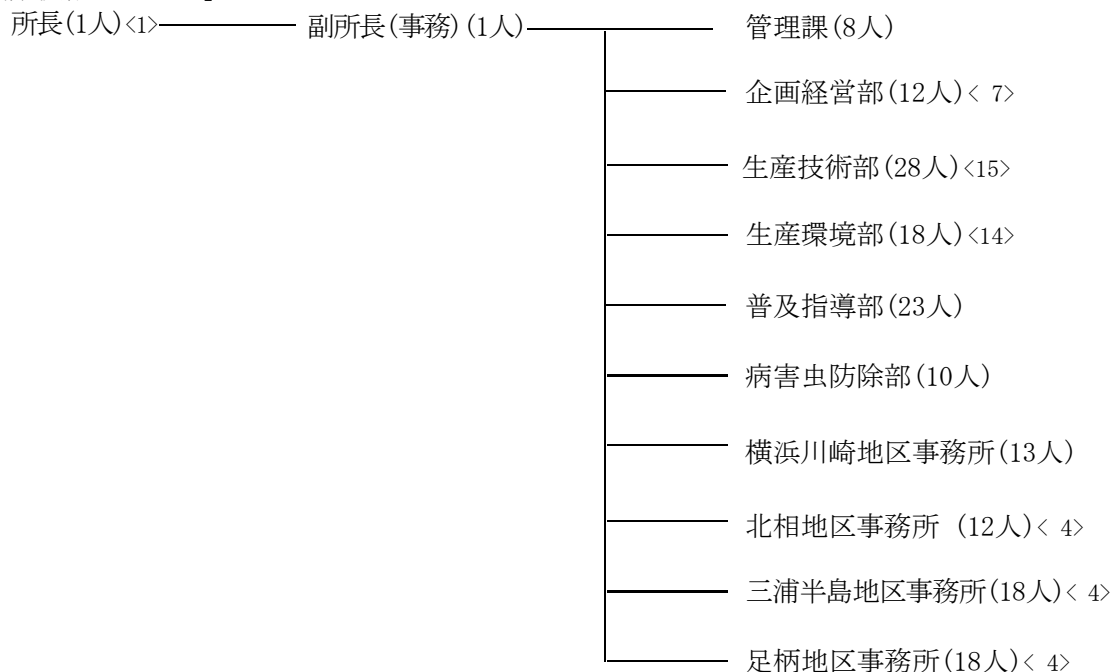 所長(1人)<1> 副所長(事務)(1人) 管理課(8人)
企画経営部(12人)< 7>
生産技術部(28人)<15>
生産環境部(18人)<14>
普及指導部(23人)
病害虫防除部(10人)
横浜川崎地区事務所(13人)
北相地区事務所 (12人)< 4>
三浦半島地区事務所(18人)< 4>
足柄地区事務所(18人)< 4>